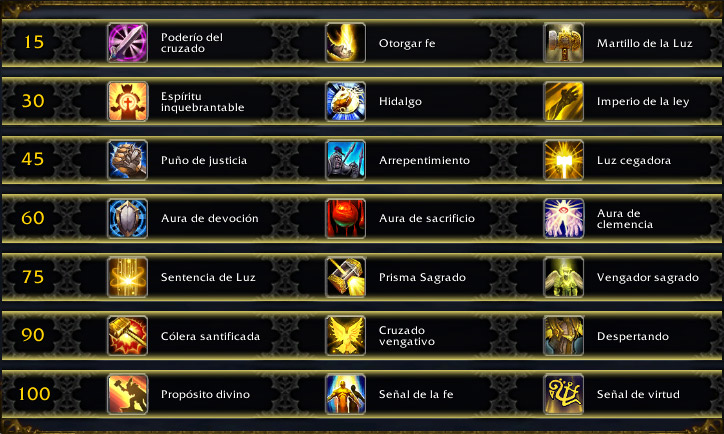 15
Poderío del
cruzado
Otorgar fe
Martillo de la Luz
30
Espíritu
inquebrantable
Hidalgo
Imperio de la ley
45
Puño de justicia
Arrepentimiento
Luz cegadora
60
Aura de devoción
Aura de sacrificio
Aura de
clemencia
75
Sentencia de Luz
Prisma Sagrado
Vengador sagrado
90
Cólera santificada
Cruzado
vengativo
Despertando
100
Propósito divino
Señal de la fe
Señal de virtud